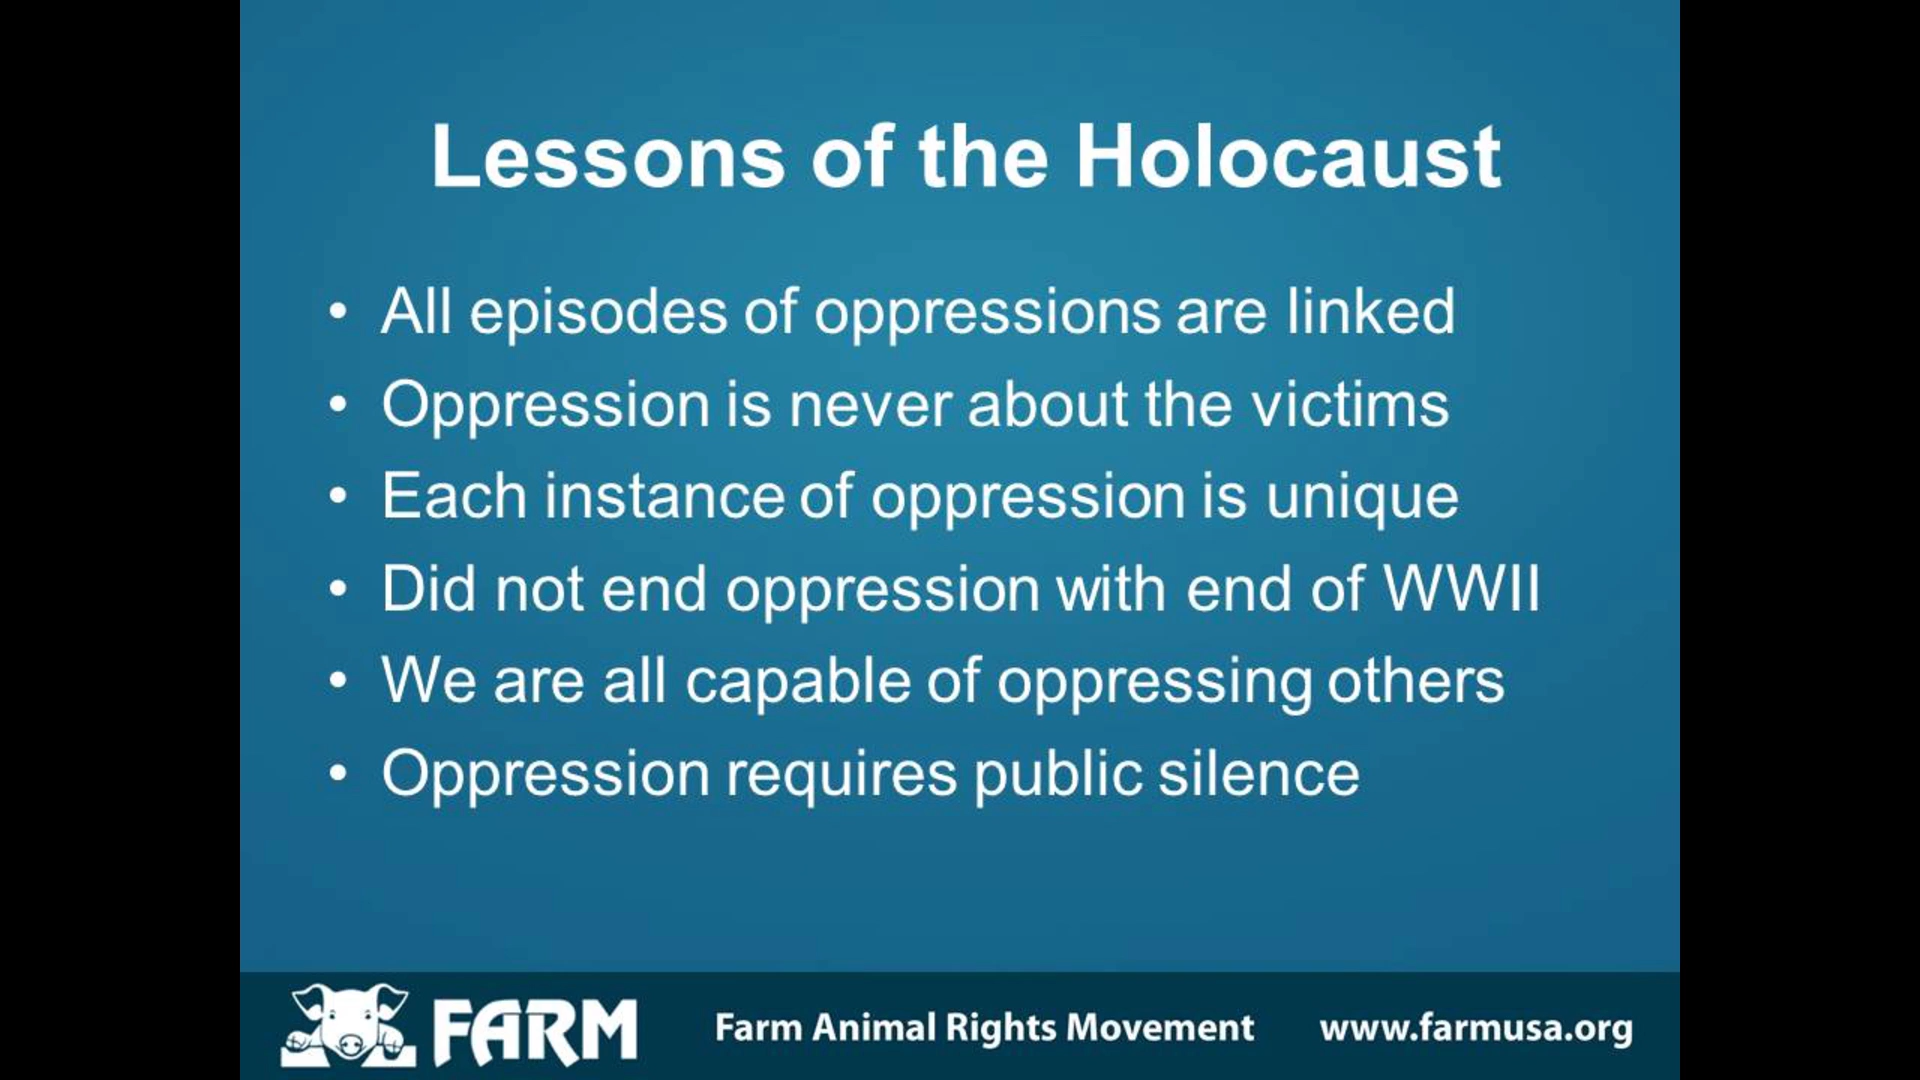 Lessons of the Holocaust
• All episodes of oppressions are linked
• Oppression is never about the victims
• Each instance of oppression is unique
• Did not end oppression with end of WWII
• We are all capable of oppressing others
• Oppression requires public silence
FARM Farm Animal Rights Movement www.farmusa.org